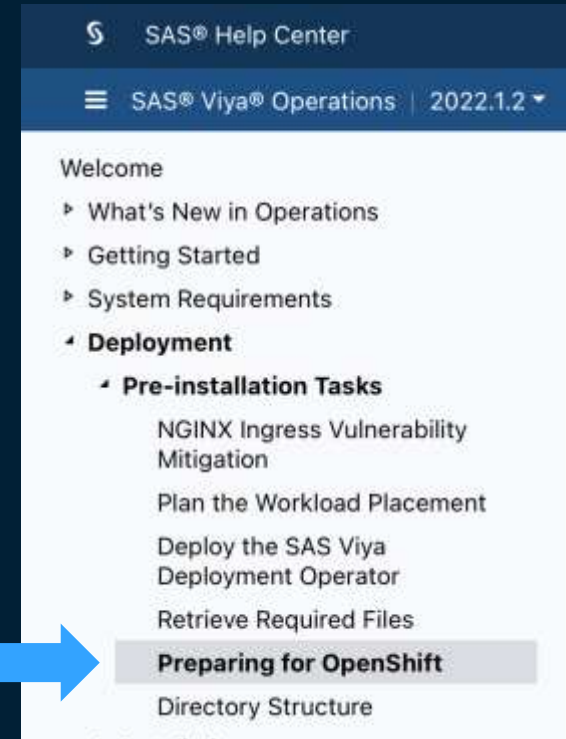 SAS® Help Center
SAS® Viya® Operations | 2022.1.2
Welcome
What's New in Operations
Getting Started
System Requirements
Deployment
Pre-installation Tasks
NGINX Ingress Vulnerability
Mitigation
Plan the Workload Placement
Deploy the SAS Viya
Deployment Operator
Retrieve Required Files
Preparing for OpenShift
Directory Structure